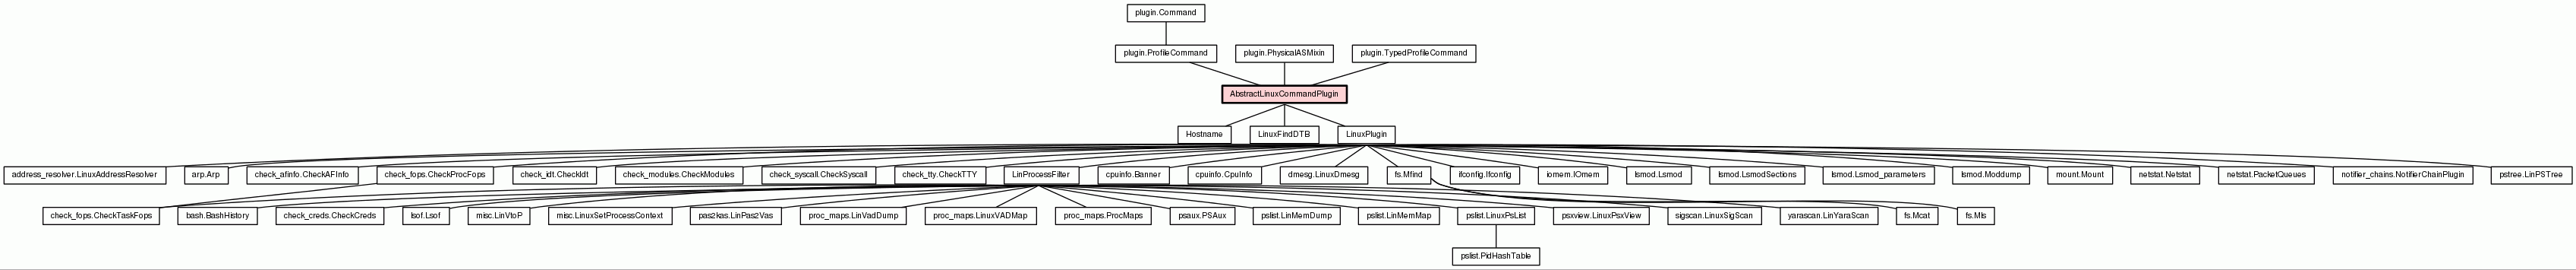 plugin.Command
plugin.ProfileCommand
plugin.PhysicalASMixin
plugin.TypedProfileCommand
AbstractLinuxCommandPlugin
Hostname
LinuxFindDTB
LinuxPlugin
address_resolver.LinuxAddressResolver
arp.Arp
check_afinfo.CheckAFInfo
check_fops.CheckProcFops
check_idt.CheckIdt
check_modules.CheckModules
check_syscall.CheckSyscall
check_tty.CheckTTY
LinProcessFilter
cpuinfo.Banner
cpuinfo.CpuInfo
dmesg.LinuxDmesg
fs.Mfind
ifconfig.Ifconfig
iomem.IOmem
lsmod.Lsmod
lsmod.LsmodSections
lsmod.Lsmod_parameters
lsmod.Moddump
mount.Mount
netstat.Netstat
netstat.PacketQueues
notifier_chains.NotifierChainPlugin
pstree.LinPSTree
check_fops.CheckTaskFops
bash.BashHistory
check_creds.CheckCreds
lsof.Lsof
misc.LinVtoP
misc.LinuxSetProcessContext
pas2kas.LinPas2Vas
proc_maps.LinVadDump
proc_maps.LinuxVADMap
proc_maps.ProcMaps
psaux.PSAux
pslist.LinMemDump
pslist.LinMemMap
pslist.LinuxPsList
psxview.LinuxPsxView
sigscan.LinuxSigScan
yarascan.LinYaraScan
fs.Mcat
fs.Mls
pslist.PidHashTable